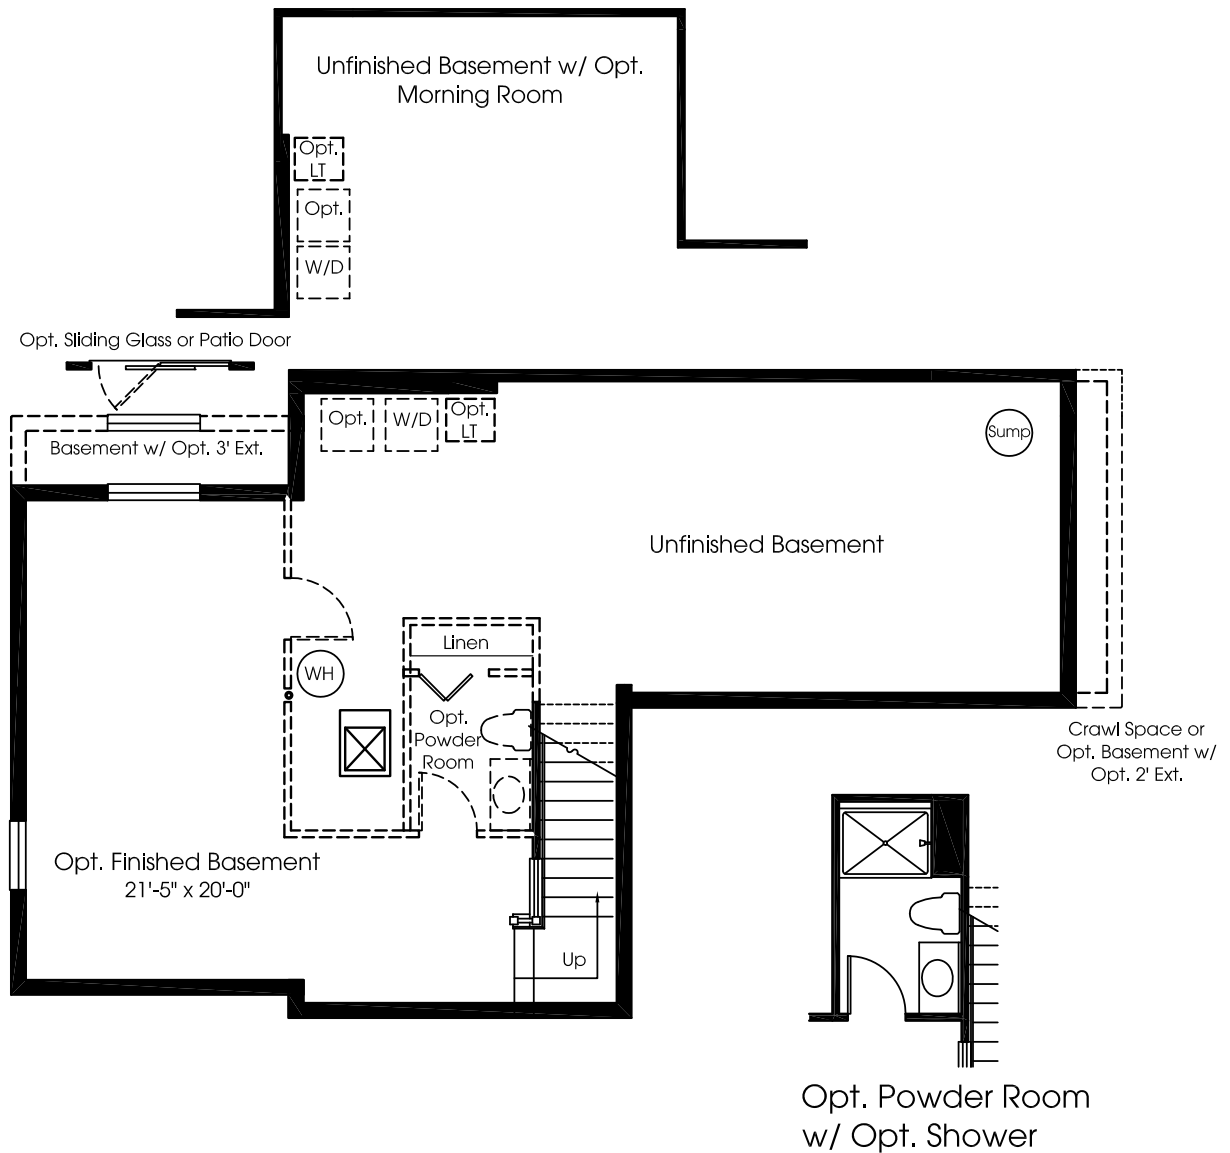 Unfinished Basement w/ Opt.
Morning Room
Opt.
LT
Opt.
W/D
Opt. Sliding Glass or Patio Door
Opt.
W/D
Opt.
LT
Sump
Basement w/ Opt. 3' Ext.
Unfinished Basement
Linen
WH
Opt.
Powder
Room
Crawl Space or
Opt. Basement w/
Opt. 2' Ext.
Opt. Finished Basement
21'-5" x 20'-0"
Up
Opt. Powder Room
w/ Opt. Shower